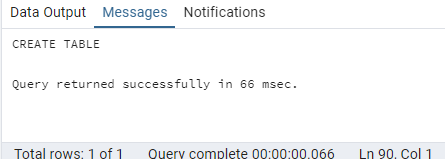 Data Output Messages Notifications
CREATE TABLE
Query returned successfully in 66 msec.
Total rows: 1 of 1 Query complete 00:00:00.066 Ln 90, Col 1